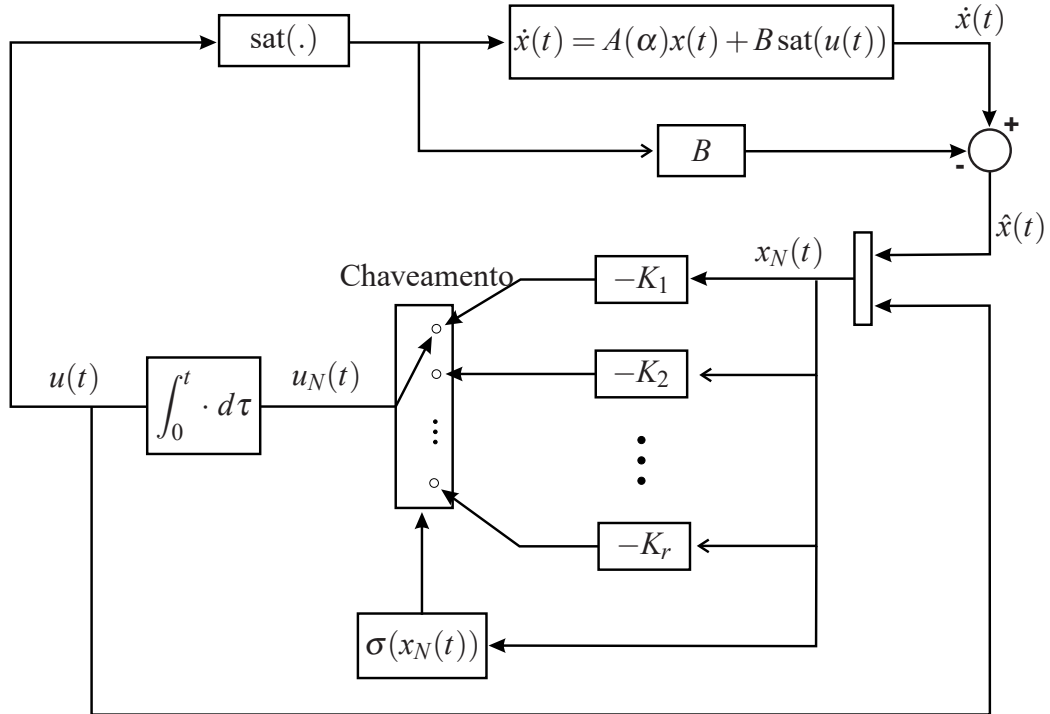 sat(.)
ẋ(t) = A(α)x(t) + B sat(u(t))
ẋ(t)
+
B
-
x̂(t)
x_N(t)
Chaveamento
−K_1
u(t)
∫_0^t · dτ
u_N(t)
−K_2
−K_r
σ(x_N(t))